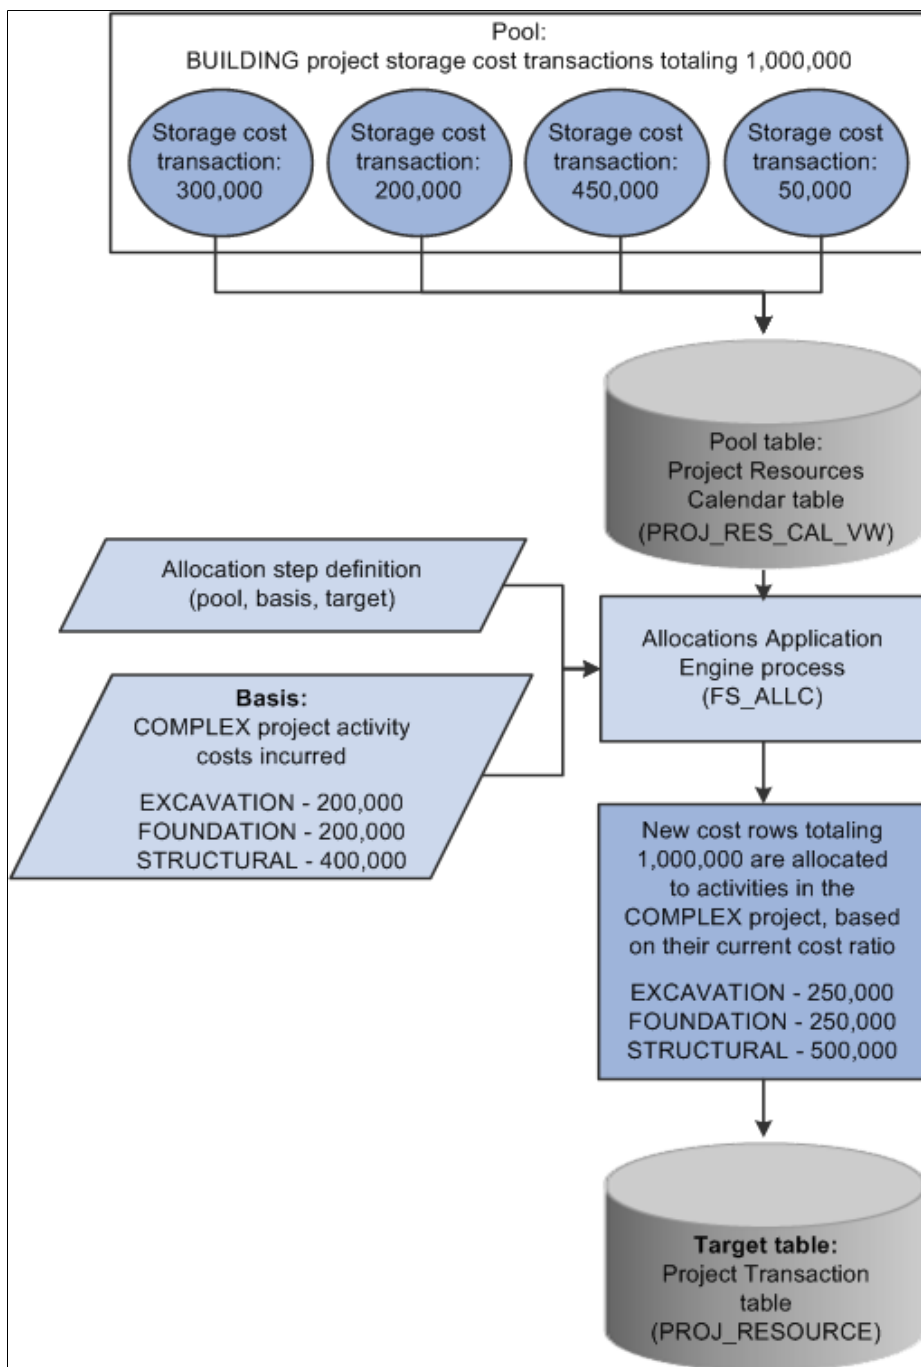 Pool:
BUILDING project storage cost transactions totaling 1,000,000
Storage cost
transaction:
300,000
Storage cost
transaction:
200,000
Storage cost
transaction:
450,000
Storage cost
transaction:
50,000
Pool table:
Project Resources
Calendar table
(PROJ_RES_CAL_VW)
Allocation step definition
(pool, basis, target)
Allocations Application
Engine process
(FS_ALLC)
Basis:
COMPLEX project activity
costs incurred
EXCAVATION - 200,000
FOUNDATION - 200,000
STRUCTURAL - 400,000
New cost rows totaling
1,000,000 are allocated
to activities in the
COMPLEX project, based
on their current cost ratio
EXCAVATION - 250,000
FOUNDATION - 250,000
STRUCTURAL - 500,000
Target table:
Project Transaction
table
(PROJ_RESOURCE)